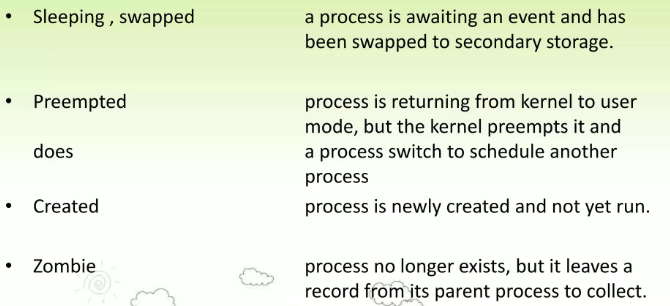 • Sleeping , swapped a process is awaiting an event and has
been swapped to secondary storage.
• Preempted process is returning from kernel to user
mode, but the kernel preempts it and
does a process switch to schedule another
process
• Created process is newly created and not yet run.
• Zombie process no longer exists, but it leaves a
record from its parent process to collect.